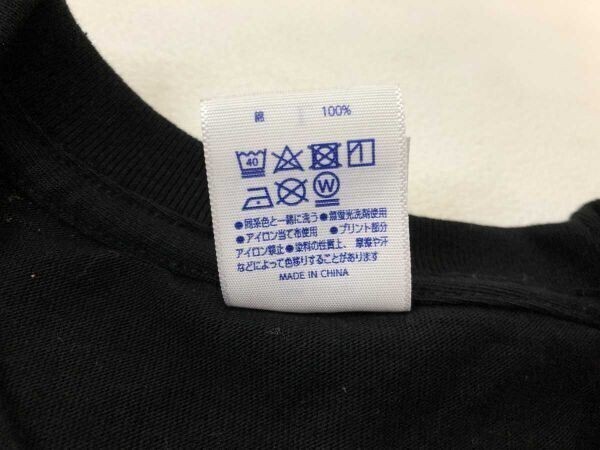 綿 100%
40
W
●同系色と一緒に洗う ●無蛍光洗剤使用
●アイロン当て布使用 ●プリント部分
アイロン禁止 ●染料の性質上、摩擦や汗
などによって色移りすることがあります
MADE IN CHINA